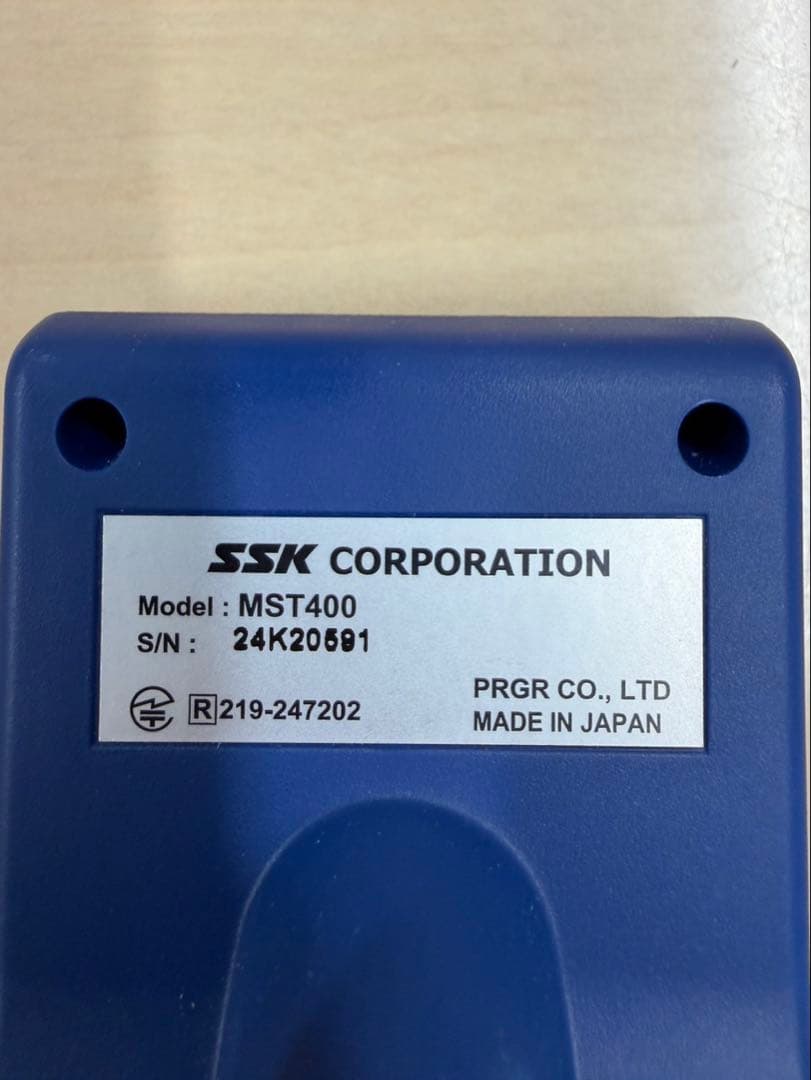 SSK CORPORATION
Model : MST400
S/N : 24K20591
R 219-247202
PRGR CO., LTD
MADE IN JAPAN